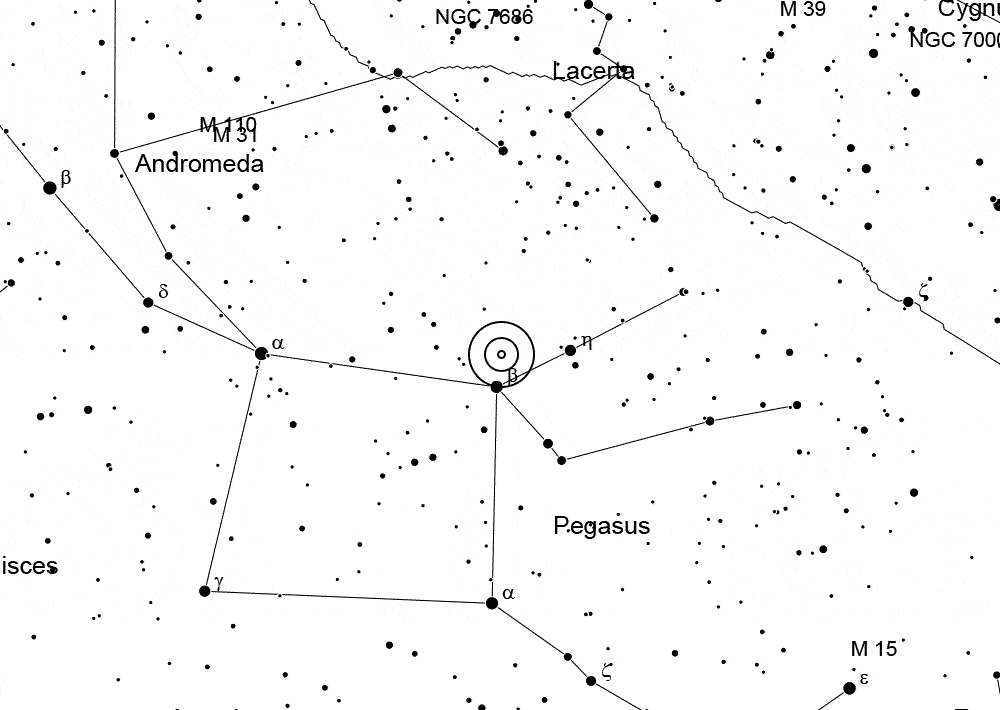 NGC 7686
M 39
Cygnu
NGC 7000
Lacerta
M 110
M 31
Andromeda
β
δ
ζ
α
η
β
Pegasus
isces
γ
α
M 15
ζ
ε